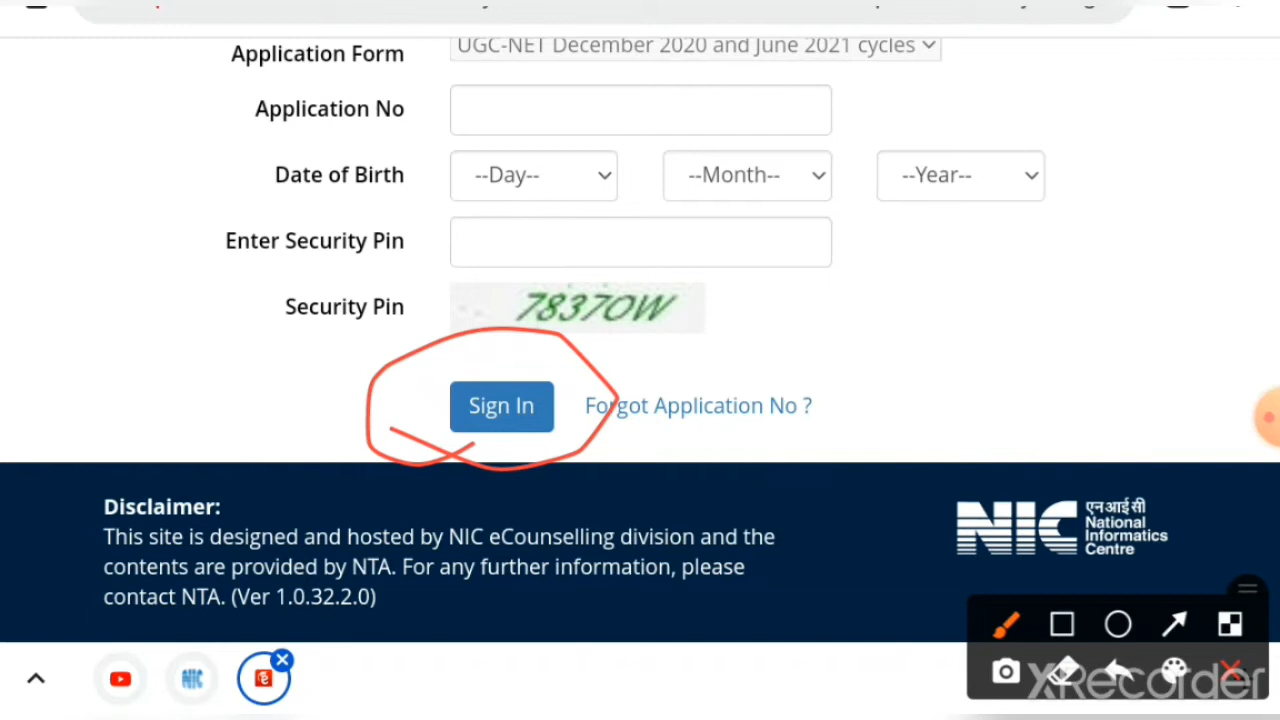 Application Form
UGC-NET December 2020 and June 2021 cycles
Application No
Date of Birth
--Day--
--Month--
--Year--
Enter Security Pin
Security Pin
7837OW
Sign In
Forgot Application No ?
Disclaimer:
This site is designed and hosted by NIC eCounselling division and the
contents are provided by NTA. For any further information, please
contact NTA. (Ver 1.0.32.2.0)
NIC
एनआईसी
National
Informatics
Centre
NIC
XRecorder